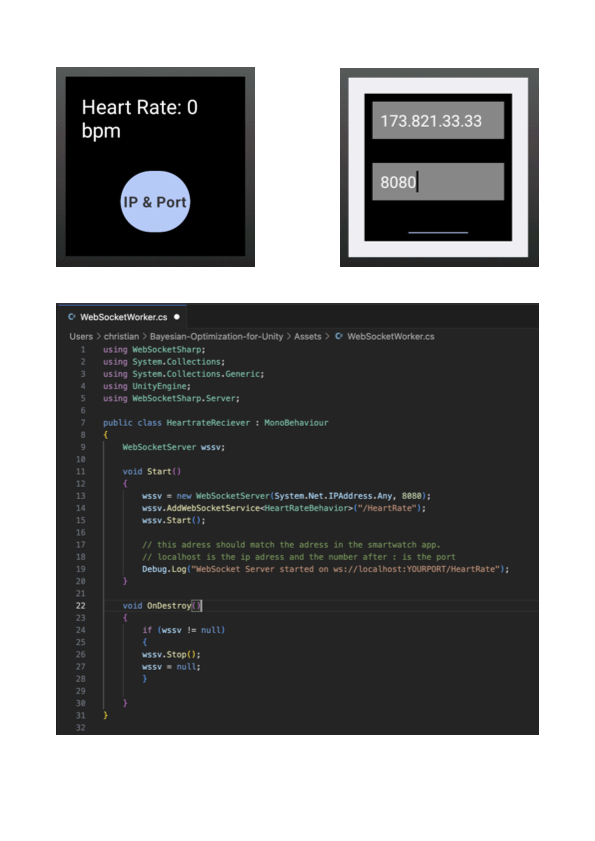 Heart Rate: 0
bpm
IP & Port
173.821.33.33
8080
WebSocketWorker.cs
Users > christian > Bayesian-Optimization-for-Unity > Assets > WebSocketWorker.cs
1 using WebSocketSharp;
2 using System.Collections;
3 using System.Collections.Generic;
4 using UnityEngine;
5 using WebSocketSharp.Server;
6
7 public class HeartrateReciever : MonoBehaviour
8 {
9 WebSocketServer wssv;
10
11 void Start()
12 {
13 wssv = new WebSocketServer(System.Net.IPAddress.Any, 8080);
14 wssv.AddWebSocketService<HeartRateBehavior>("/HeartRate");
15 wssv.Start();
16
17 // this adress should match the adress in the smartwatch app.
18 // localhost is the ip adress and the number after : is the port
19 Debug.Log("WebSocket Server started on ws://localhost:YOURPORT/HeartRate");
20 }
21
22 void OnDestroy()
23 {
24 if (wssv != null)
25 {
26 wssv.Stop();
27 wssv = null;
28 }
29
30 }
31 }
32